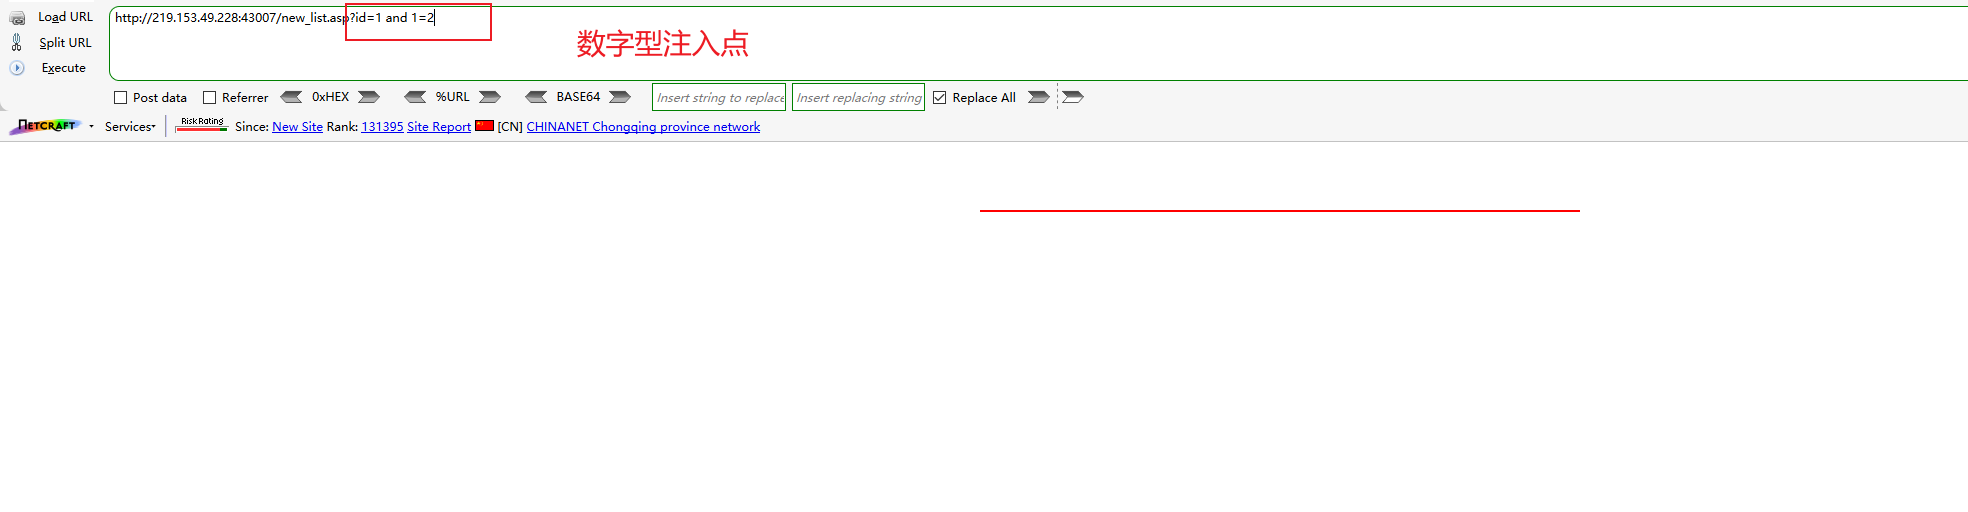 Load URL
http://219.153.49.228:43007/new_list.asp?id=1 and 1=2
Split URL
数字型注入点
Execute
Post data Referrer 0xHEX %URL BASE64 Insert string to replace Insert replacing string Replace All
NETCRAFT Services Risk Rating Since: New Site Rank: 131395 Site Report [CN] CHINANET Chongqing province network